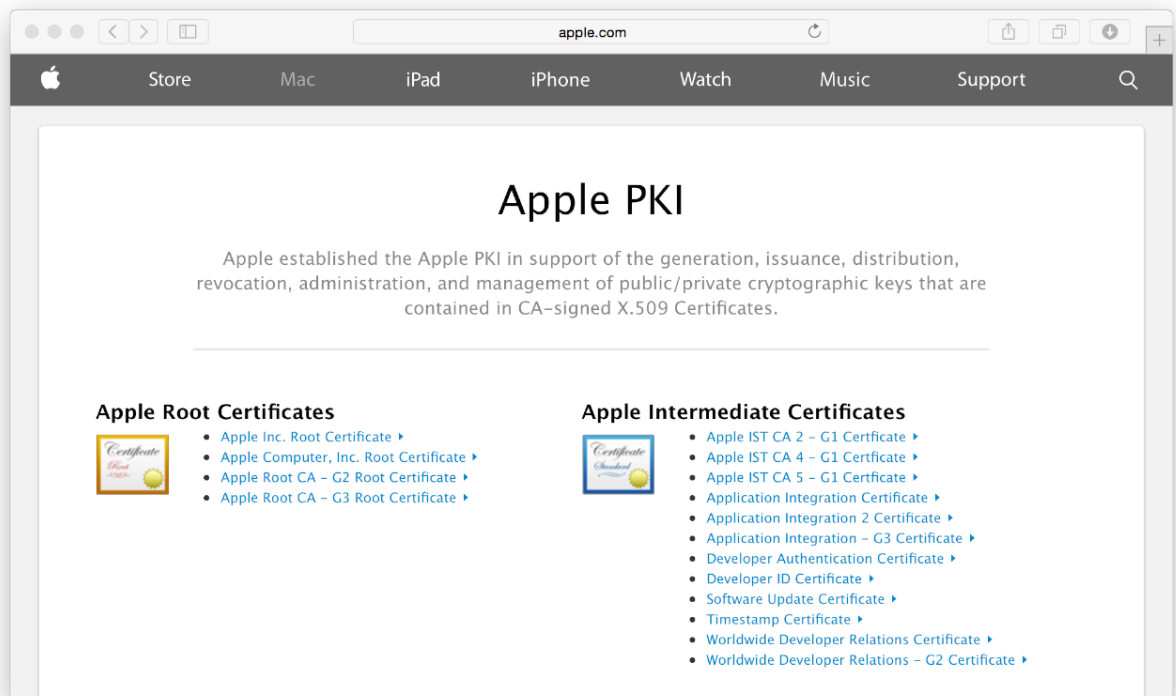 apple.com
Store Mac iPad iPhone Watch Music Support
Apple PKI
Apple established the Apple PKI in support of the generation, issuance, distribution,
revocation, administration, and management of public/private cryptographic keys that are
contained in CA-signed X.509 Certificates.
Apple Root Certificates
Certificate
Root
Apple Inc. Root Certificate
Apple Computer, Inc. Root Certificate
Apple Root CA - G2 Root Certificate
Apple Root CA - G3 Root Certificate
Apple Intermediate Certificates
Certificate
Standard
Apple IST CA 2 - G1 Certficate
Apple IST CA 4 - G1 Certficate
Apple IST CA 5 - G1 Certficate
Application Integration Certificate
Application Integration 2 Certificate
Application Integration - G3 Certificate
Developer Authentication Certificate
Developer ID Certificate
Software Update Certificate
Timestamp Certificate
Worldwide Developer Relations Certificate
Worldwide Developer Relations - G2 Certificate